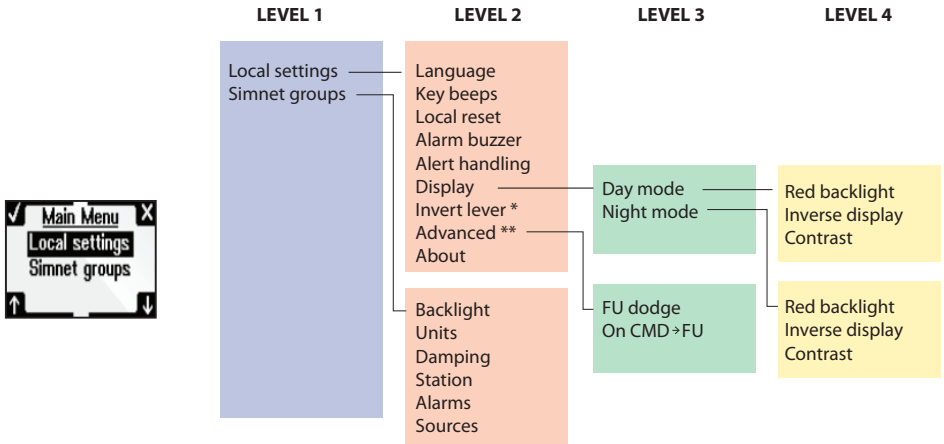 LEVEL 1 LEVEL 2 LEVEL 3 LEVEL 4
Main Menu
Local settings
Simnet groups
Local settings
Simnet groups
Language
Key beeps
Local reset
Alarm buzzer
Alert handling
Display
Invert lever *
Advanced **
About
Backlight
Units
Damping
Station
Alarms
Sources
Day mode
Night mode
FU dodge
On CMD→FU
Red backlight
Inverse display
Contrast
Red backlight
Inverse display
Contrast